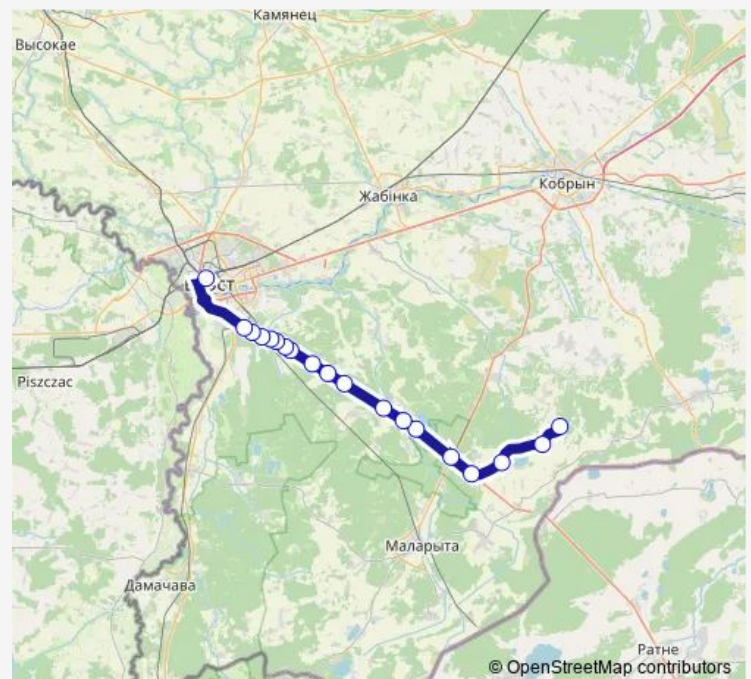 Камянец
Высокае
Кобрын
Жабінка
Piszczac
Маларыта
Дамачава
Ратне
© OpenStreetMap contributors